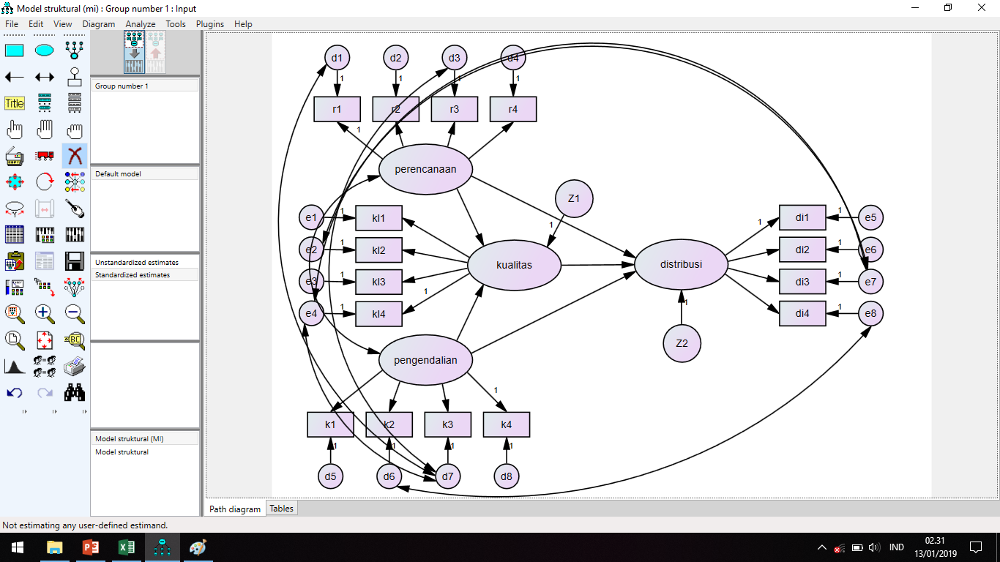 Model struktural (mi) : Group number 1 : Input
File Edit View Diagram Analyze Tools Plugins Help
Title
Group number 1
Default model
Unstandardized estimates
Standardized estimates
Model struktural (MI)
Model struktural
d1 d2 d3 d4
1 1 1 1
r1 r2 r3 r4
1
perencanaan
Z1
1
e1 1 kl1
e2 1 kl2
e3 1 kl3
e4 1 kl4
1
kualitas
distribusi
1
di1 1 e5
di2 1 e6
di3 1 e7
di4 1 e8
1
Z2
pengendalian
1
k1 k2 k3 k4
1 1 1 1
d5 d6 d7 d8
Path diagram Tables
Not estimating any user-defined estimand.
IND
02.31
13/01/2019